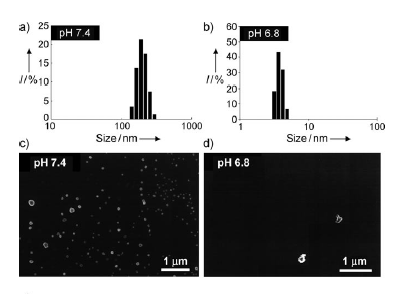 a)
pH 7.4
25
20
15
10
5
0
I/%
10
100
1000
Size/nm
b)
pH 6.8
60
50
40
30
20
10
0
I/%
1
10
100
Size/nm
c)
pH 7.4
1 μm
d)
pH 6.8
1 μm